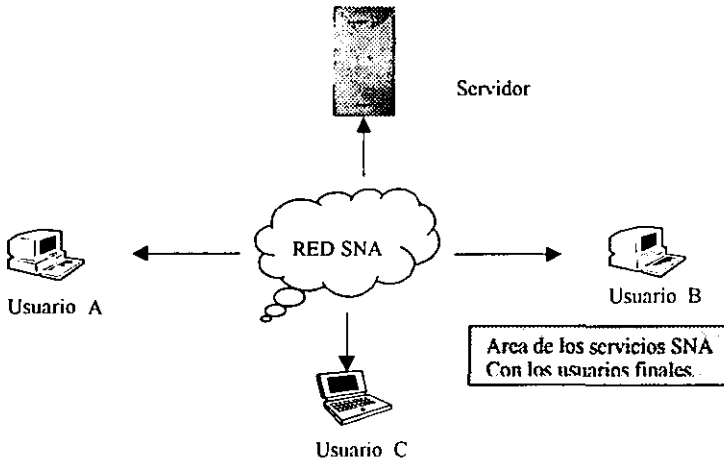 Servidor
RED SNA
Usuario A
Usuario B
Area de los servicios SNA
Con los usuarios finales.
Usuario C